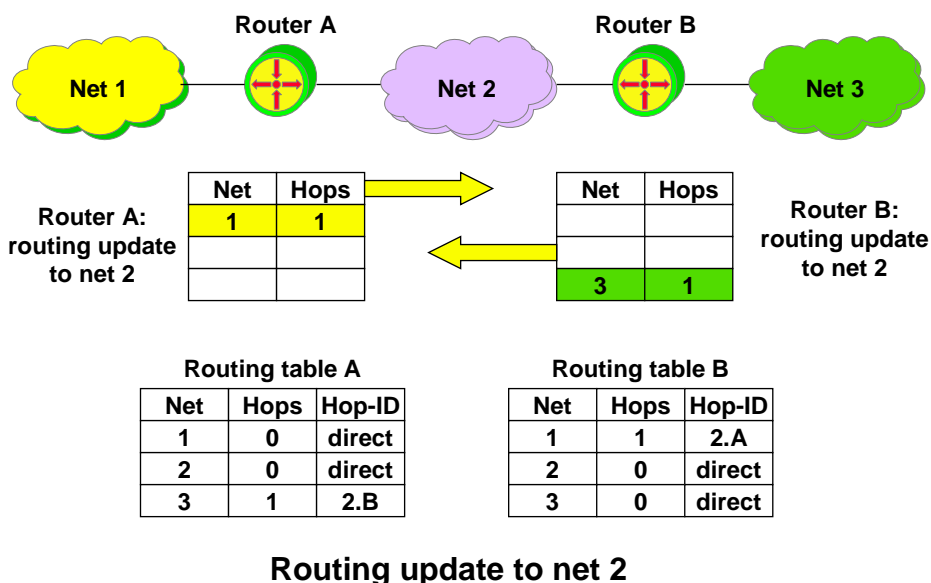 Router A
Router B
Net 1
Net 2
Net 3
Router A:
routing update
to net 2
Net Hops
1 1
Net Hops
3 1
Router B:
routing update
to net 2
Routing table A
Net Hops Hop-ID
1 0 direct
2 0 direct
3 1 2.B
Routing table B
Net Hops Hop-ID
1 1 2.A
2 0 direct
3 0 direct
Routing update to net 2